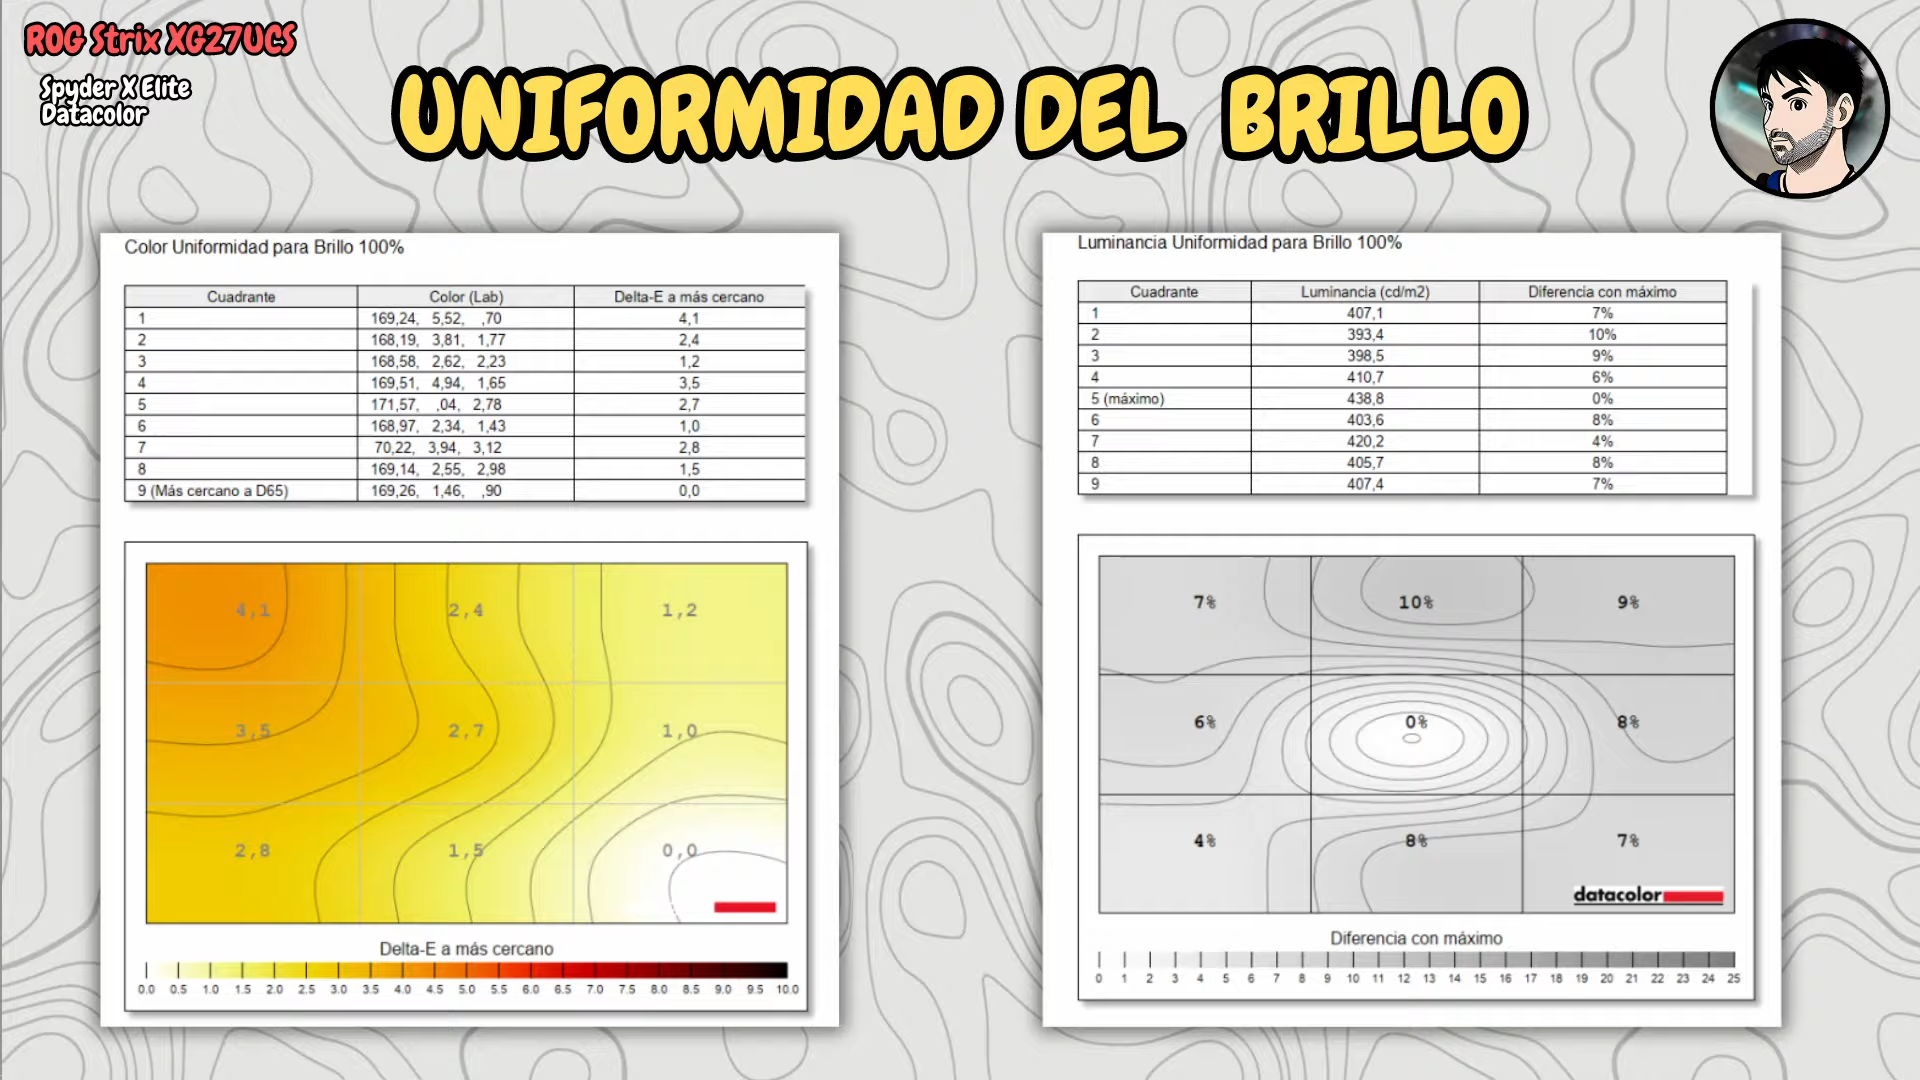 ROG Strix XG27UCS
Spyder X Elite
Datacolor
UNIFORMIDAD DEL BRILLO
Color Uniformidad para Brillo 100%
Cuadrante Color (Lab) Delta-E a más cercano
1 169,24, 5,52, ,70 4,1
2 168,19, 3,81, 1,77 2,4
3 168,58, 2,62, 2,23 1,2
4 169,51, 4,94, 1,65 3,5
5 171,57, ,04, 2,78 2,7
6 168,97, 2,34, 1,43 1,0
7 70,22, 3,94, 3,12 2,8
8 169,14, 2,55, 2,98 1,5
9 (Más cercano a D65) 169,26, 1,46, ,90 0,0
4,1 2,4 1,2
3,5 2,7 1,0
2,8 1,5 0,0
Delta-E a más cercano
0.0 0.5 1.0 1.5 2.0 2.5 3.0 3.5 4.0 4.5 5.0 5.5 6.0 6.5 7.0 7.5 8.0 8.5 9.0 9.5 10.0
Luminancia Uniformidad para Brillo 100%
Cuadrante Luminancia (cd/m2) Diferencia con máximo
1 407,1 7%
2 393,4 10%
3 398,5 9%
4 410,7 6%
5 (máximo) 438,8 0%
6 403,6 8%
7 420,2 4%
8 405,7 8%
9 407,4 7%
7% 10% 9%
6% 0% 8%
4% 8% 7%
datacolor
Diferencia con máximo
0 1 2 3 4 5 6 7 8 9 10 11 12 13 14 15 16 17 18 19 20 21 22 23 24 25